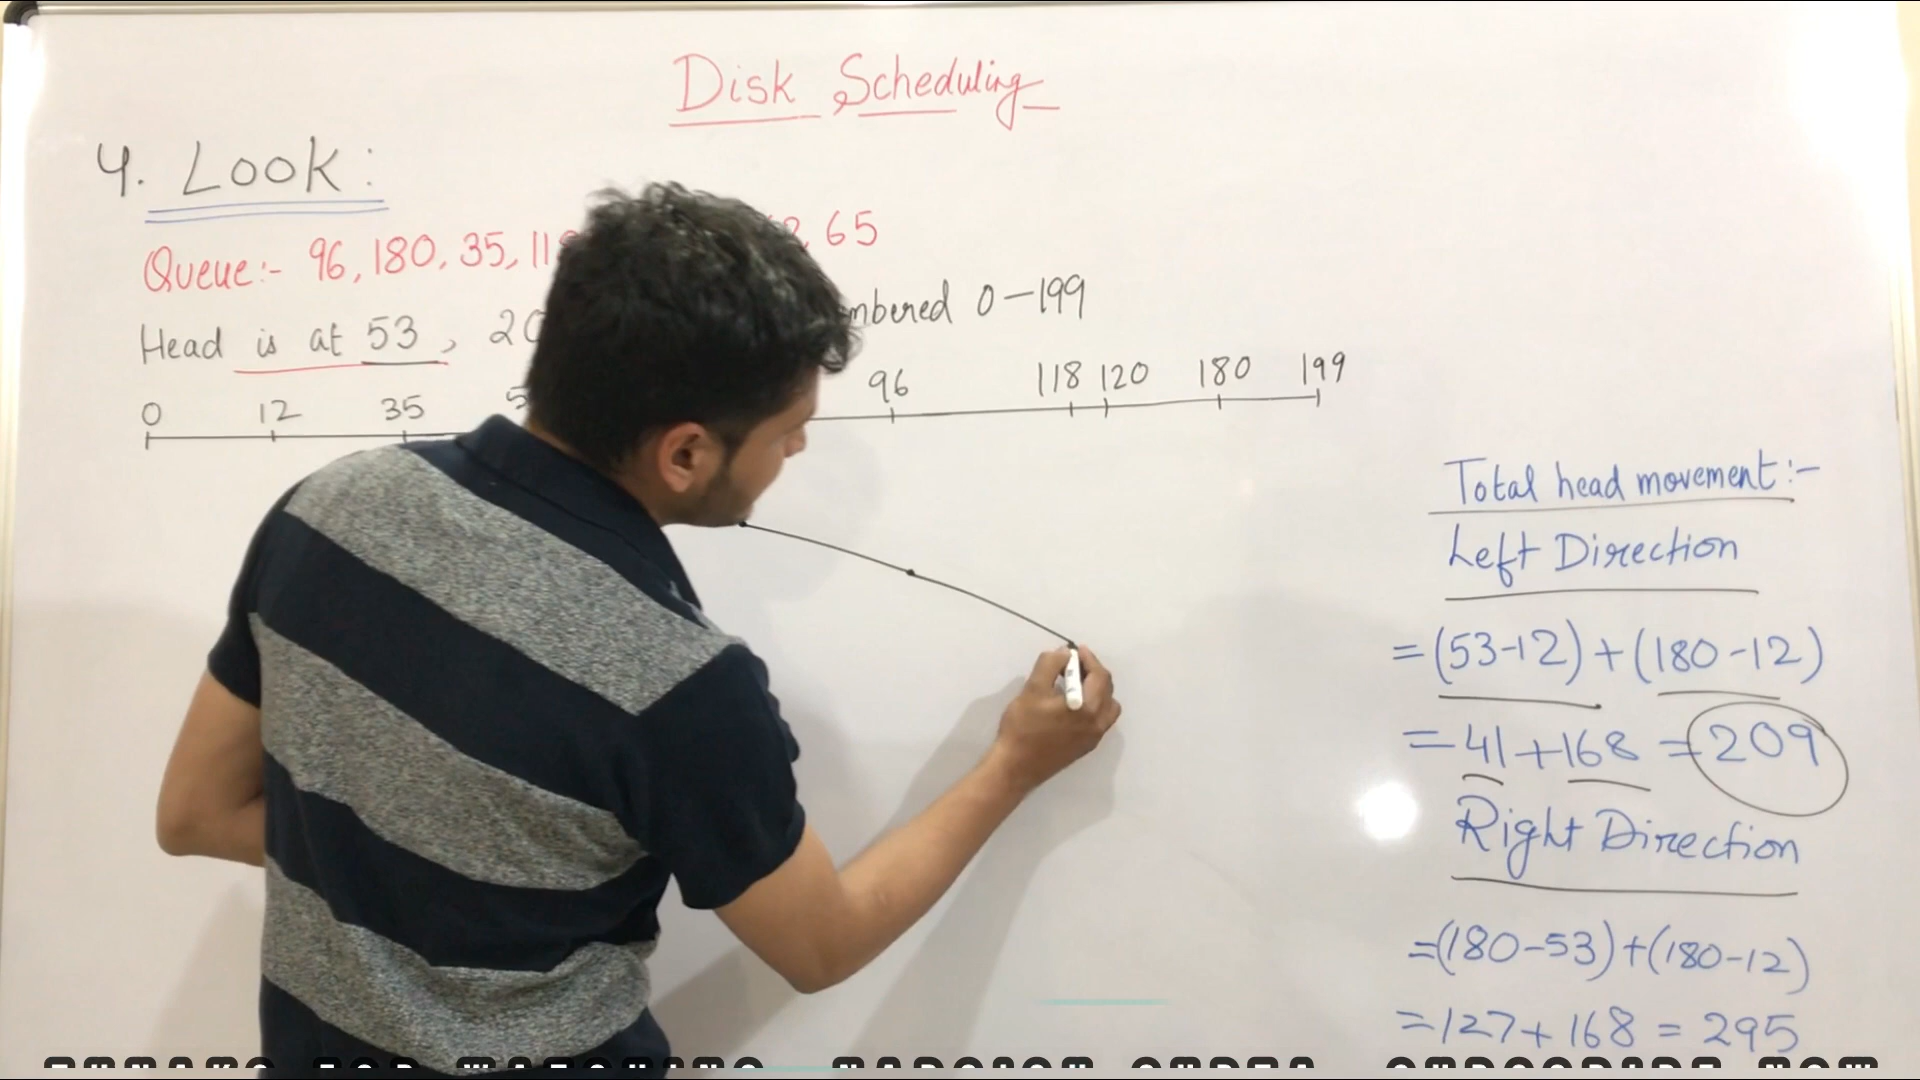 Disk Scheduling
4. Look:
Queue:- 96, 180, 35, 11 , 65
Head is at 53, 20 mbered 0-199
0 12 35 5 96 118 120 180 199
Total head movement:-
Left Direction
=(53-12)+(180-12)
=41+168=209
Right Direction
=(180-53)+(180-12)
=127+168=295